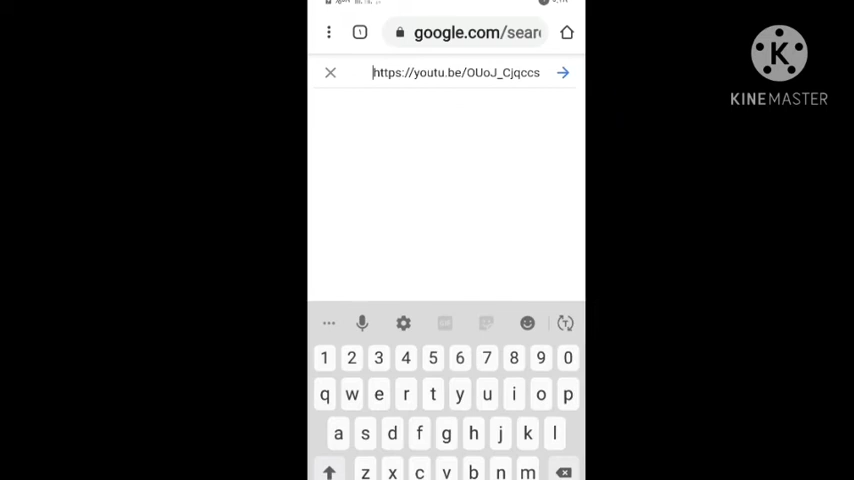 google.com/sear
https://youtu.be/OUoJ_Cjqccs
K
KINEMASTER
1 2 3 4 5 6 7 8 9 0
q w e r t y u i o p
a s d f g h j k l
z x c v b n m